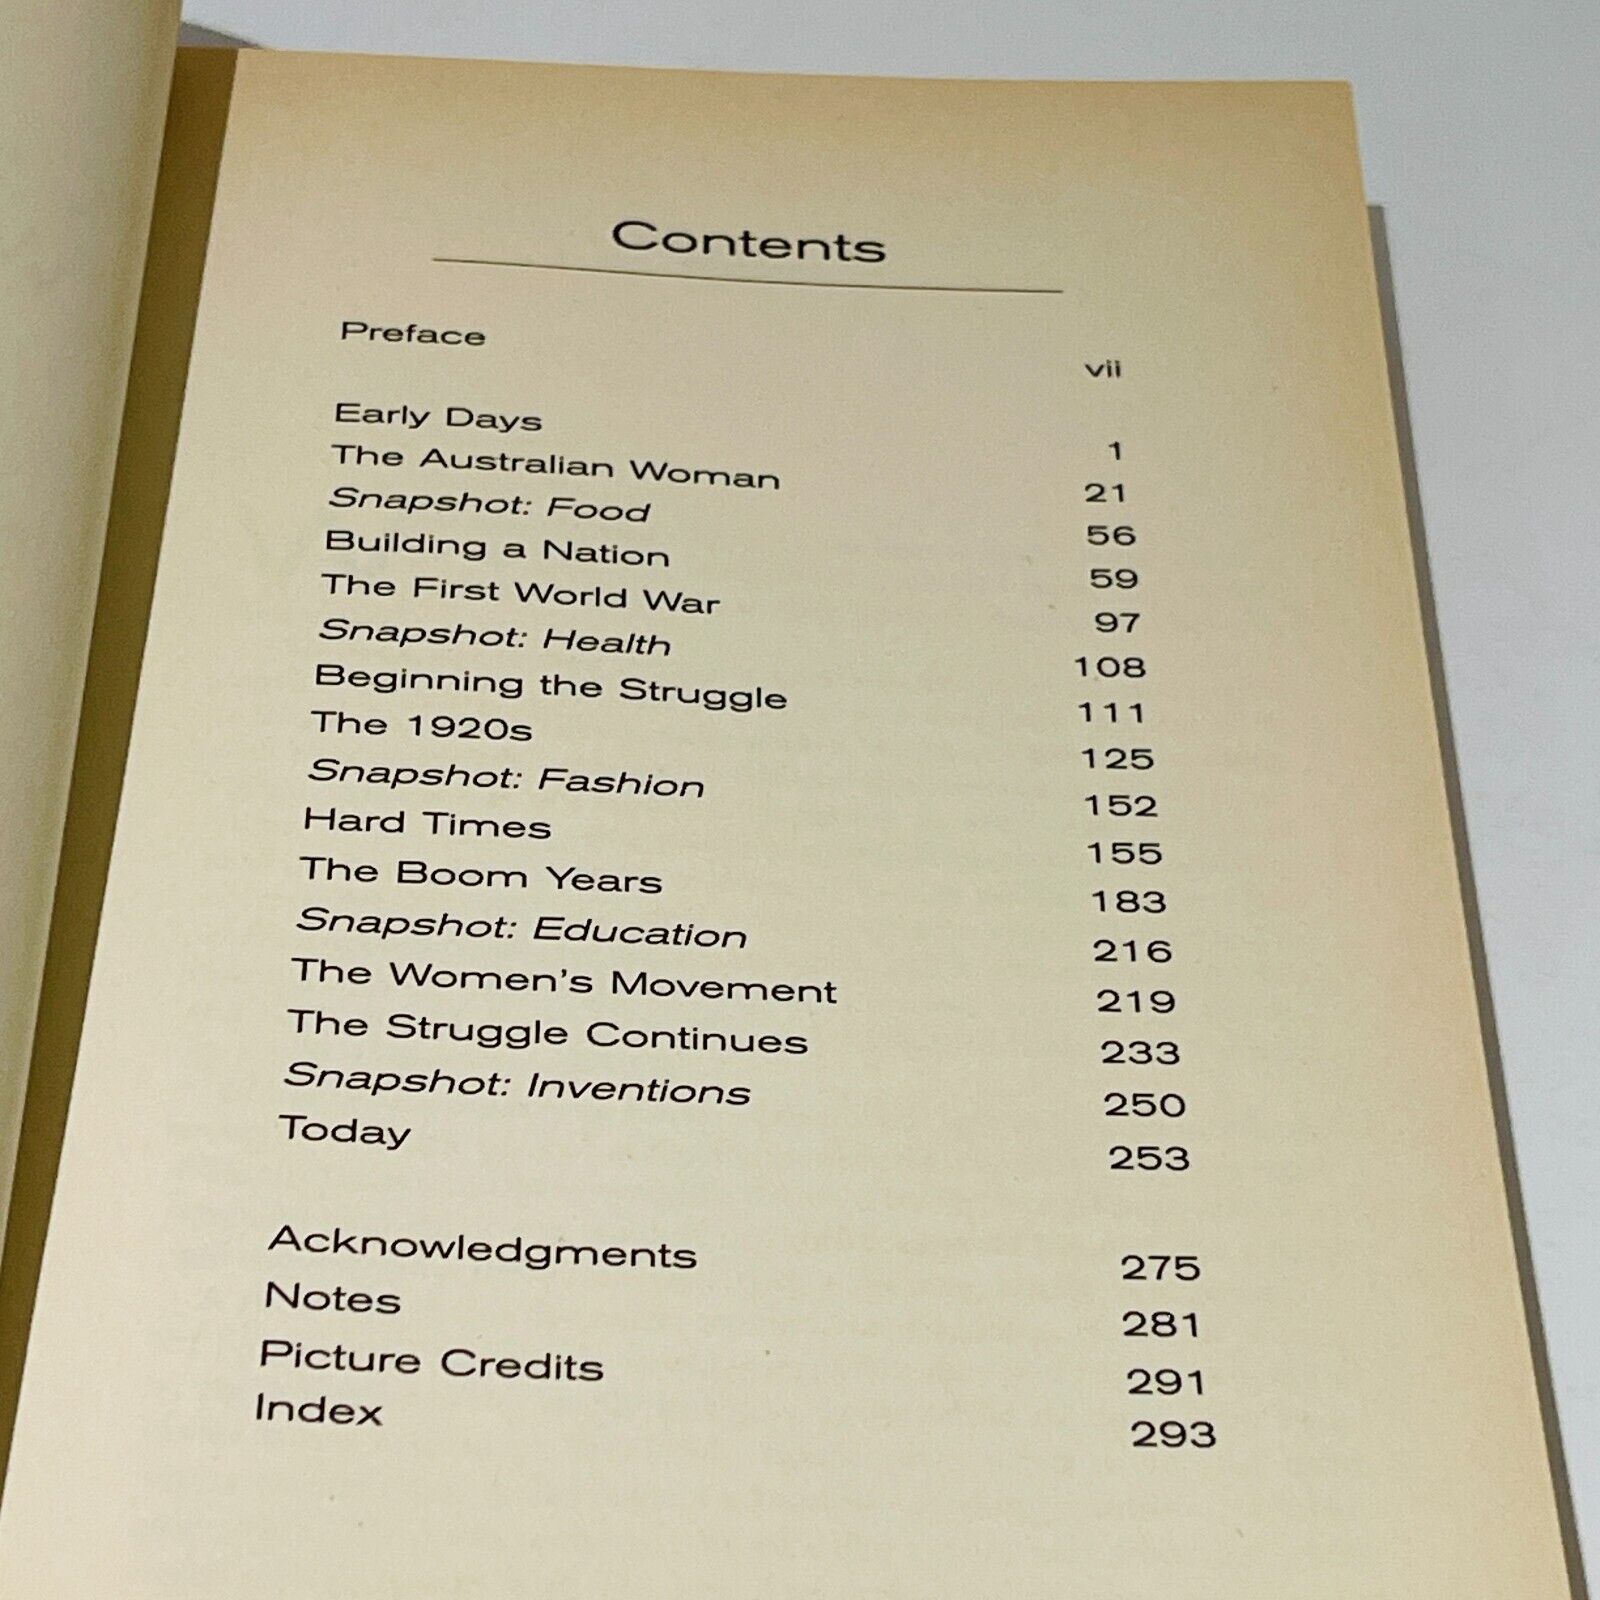 Contents
Preface vii
Early Days 1
The Australian Woman 21
Snapshot: Food 56
Building a Nation 59
The First World War 97
Snapshot: Health 108
Beginning the Struggle 111
The 1920s 125
Snapshot: Fashion 152
Hard Times 155
The Boom Years 183
Snapshot: Education 216
The Women's Movement 219
The Struggle Continues 233
Snapshot: Inventions 250
Today 253
Acknowledgments 275
Notes 281
Picture Credits 291
Index 293